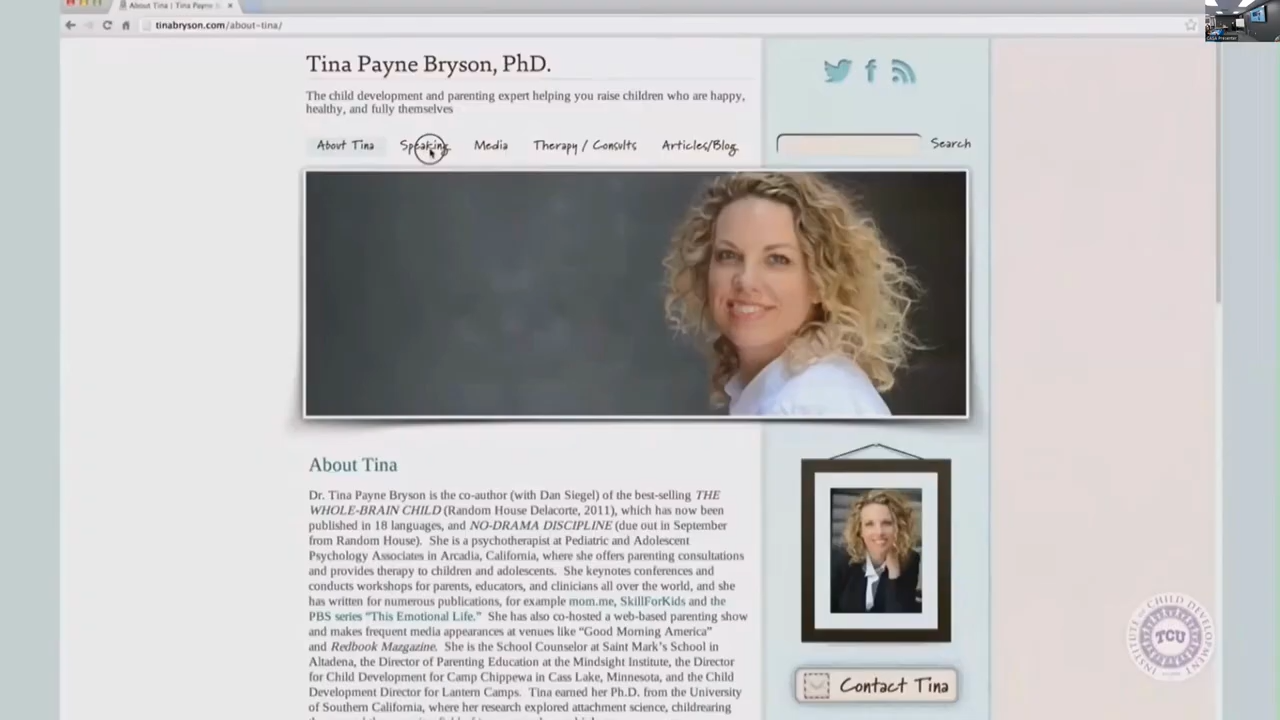 About Tina | Tina Payne
tinabryson.com/about-tina/
Tina Payne Bryson, PhD.
The child development and parenting expert helping you raise children who are happy,
healthy, and fully themselves
About Tina Speaking Media Therapy / Consults Articles/Blog Search
About Tina
Dr. Tina Payne Bryson is the co-author (with Dan Siegel) of the best-selling THE
WHOLE-BRAIN CHILD (Random House Delacorte, 2011), which has now been
published in 18 languages, and NO-DRAMA DISCIPLINE (due out in September
from Random House). She is a psychotherapist at Pediatric and Adolescent
Psychology Associates in Arcadia, California, where she offers parenting consultations
and provides therapy to children and adolescents. She keynotes conferences and
conducts workshops for parents, educators, and clinicians all over the world, and she
has written for numerous publications, for example mom.me, SkillForKids and the
PBS series “This Emotional Life.” She has also co-hosted a web-based parenting show
and makes frequent media appearances at venues like “Good Morning America”
and Redbook Mazgazine. She is the School Counselor at Saint Mark’s School in
Altadena, the Director of Parenting Education at the Mindsight Institute, the Director
for Child Development for Camp Chippewa in Cass Lake, Minnesota, and the Child
Development Director for Lantern Camps. Tina earned her Ph.D. from the University
of Southern California, where her research explored attachment science, childrearing
Contact Tina
INSTITUTE OF CHILD DEVELOPMENT
TCU